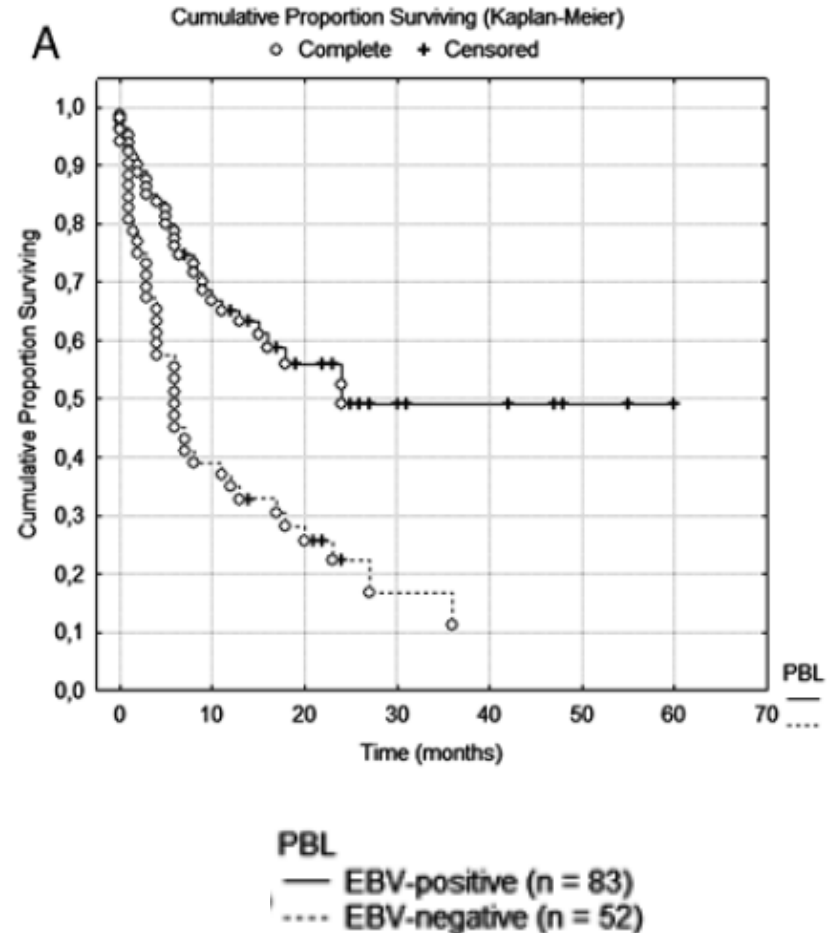 Cumulative Proportion Surviving (Kaplan-Meier)
A
Complete + Censored
Cumulative Proportion Surviving
1,0
0,9
0,8
0,7
0,6
0,5
0,4
0,3
0,2
0,1
0,0
0 10 20 30 40 50 60 70
Time (months)
PBL
PBL
EBV-positive (n = 83)
EBV-negative (n = 52)